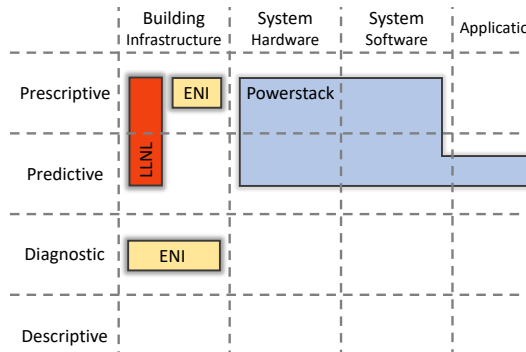 Building
Infrastructure
System
Hardware
System
Software
Applicatio
Prescriptive
ENI
Powerstack
LLNL
Predictive
Diagnostic
ENI
Descriptive